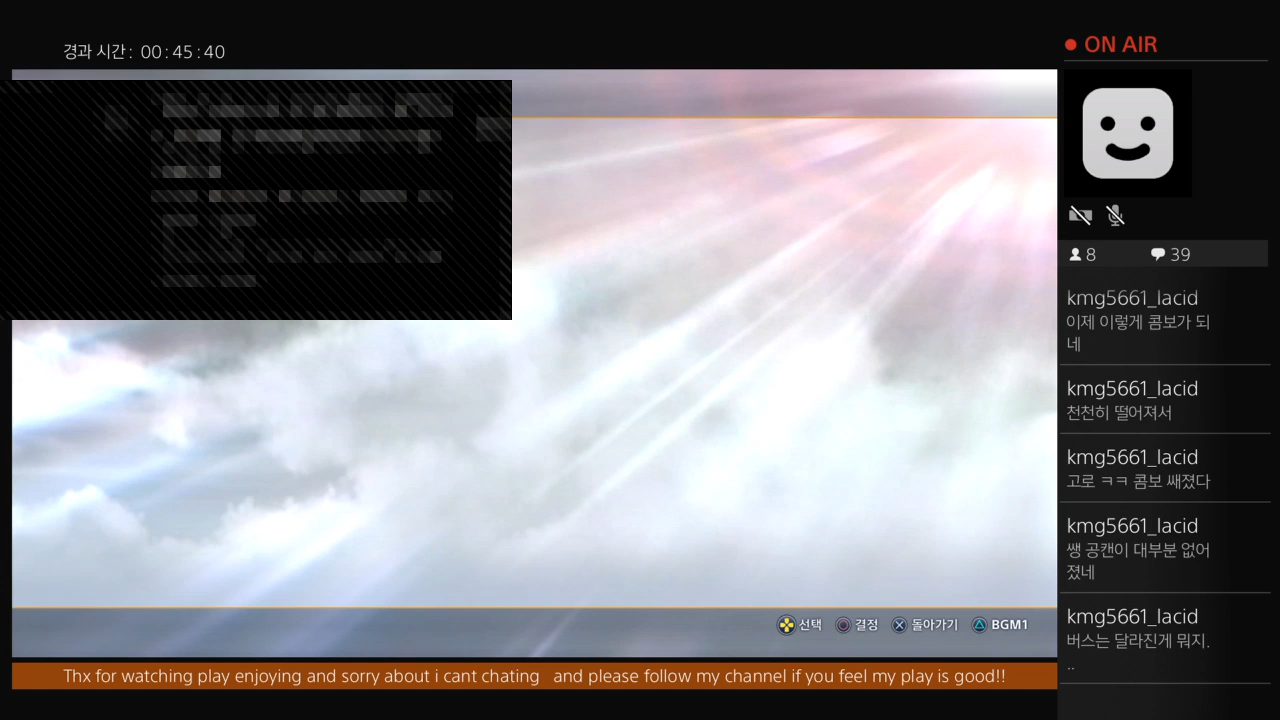 경과 시간 : 00 : 45 : 40
ON AIR
8 39
kmg5661_lacid
이제 이렇게 콤보가 되
네
kmg5661_lacid
천천히 떨어져서
kmg5661_lacid
고로 ㅋㅋ 콤보 쌔졌다
kmg5661_lacid
쌩 공캔이 대부분 없어
졌네
kmg5661_lacid
버스는 달라진게 뭐지.
..
선택 결정 돌아가기 BGM1
Thx for watching play enjoying and sorry about i cant chating and please follow my channel if you feel my play is good!!